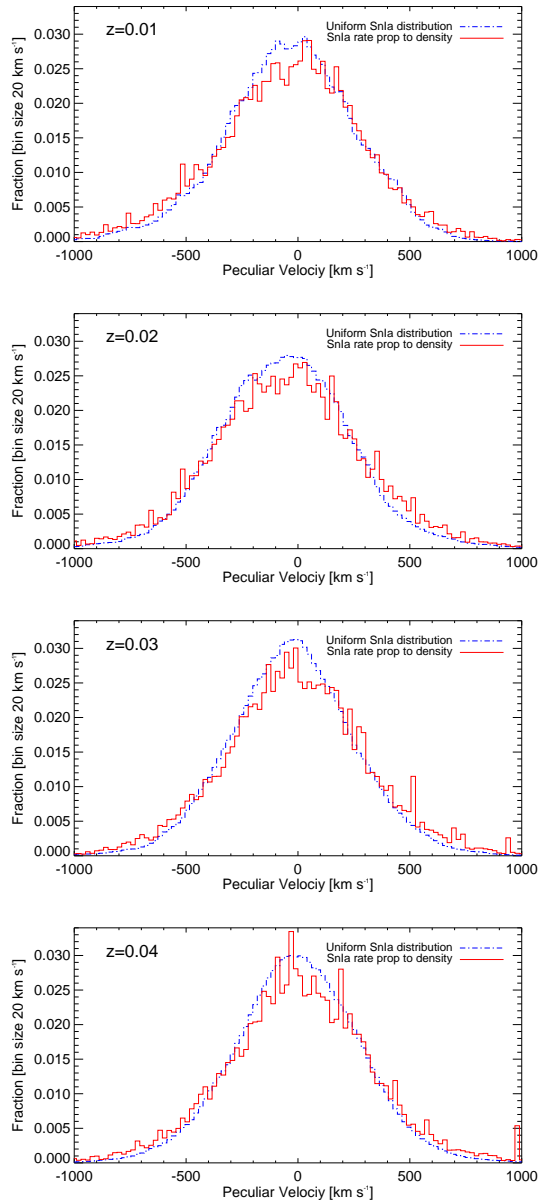 z=0.01
Uniform SnIa distribution
SnIa rate prop to density
Fraction [bin size 20 km s⁻¹]
0.030
0.025
0.020
0.015
0.010
0.005
0.000
-1000 -500 0 500 1000
Peculiar Velociy [km s⁻¹]
z=0.02
Uniform SnIa distribution
SnIa rate prop to density
Fraction [bin size 20 km s⁻¹]
0.030
0.025
0.020
0.015
0.010
0.005
0.000
-1000 -500 0 500 1000
Peculiar Velociy [km s⁻¹]
z=0.03
Uniform SnIa distribution
SnIa rate prop to density
Fraction [bin size 20 km s⁻¹]
0.030
0.025
0.020
0.015
0.010
0.005
0.000
-1000 -500 0 500 1000
Peculiar Velociy [km s⁻¹]
z=0.04
Uniform SnIa distribution
SnIa rate prop to density
Fraction [bin size 20 km s⁻¹]
0.030
0.025
0.020
0.015
0.010
0.005
0.000
-1000 -500 0 500 1000
Peculiar Velociy [km s⁻¹]